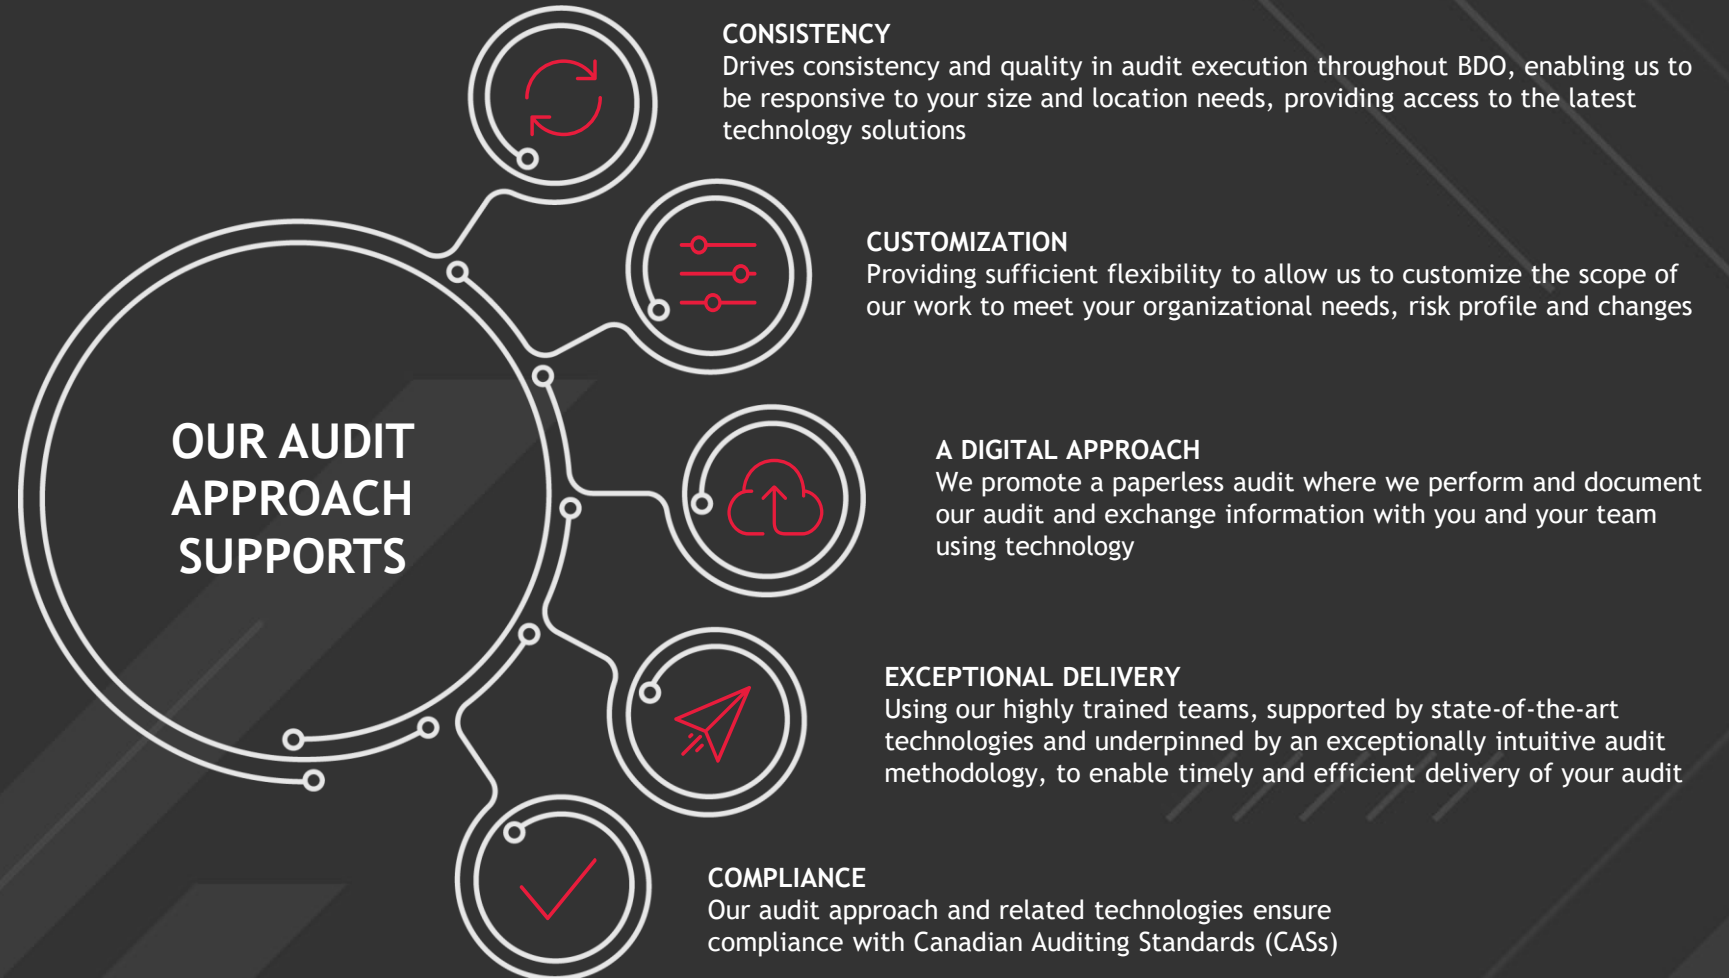 CONSISTENCY
Drives consistency and quality in audit execution throughout BDO, enabling us to
be responsive to your size and location needs, providing access to the latest
technology solutions
CUSTOMIZATION
Providing sufficient flexibility to allow us to customize the scope of
our work to meet your organizational needs, risk profile and changes
OUR AUDIT
APPROACH
SUPPORTS
A DIGITAL APPROACH
We promote a paperless audit where we perform and document
our audit and exchange information with you and your team
using technology
EXCEPTIONAL DELIVERY
Using our highly trained teams, supported by state-of-the-art
technologies and underpinned by an exceptionally intuitive audit
methodology, to enable timely and efficient delivery of your audit
COMPLIANCE
Our audit approach and related technologies ensure
compliance with Canadian Auditing Standards (CASs)